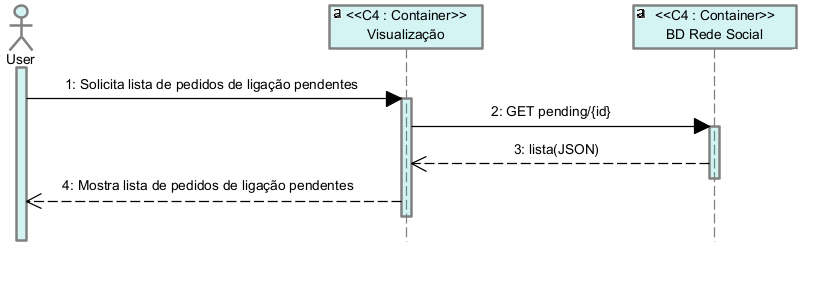 a <<C4 : Container>>
Visualização
a <<C4 : Container>>
BD Rede Social
User
1: Solicita lista de pedidos de ligação pendentes
2: GET pending/{id}
3: lista(JSON)
4: Mostra lista de pedidos de ligação pendentes